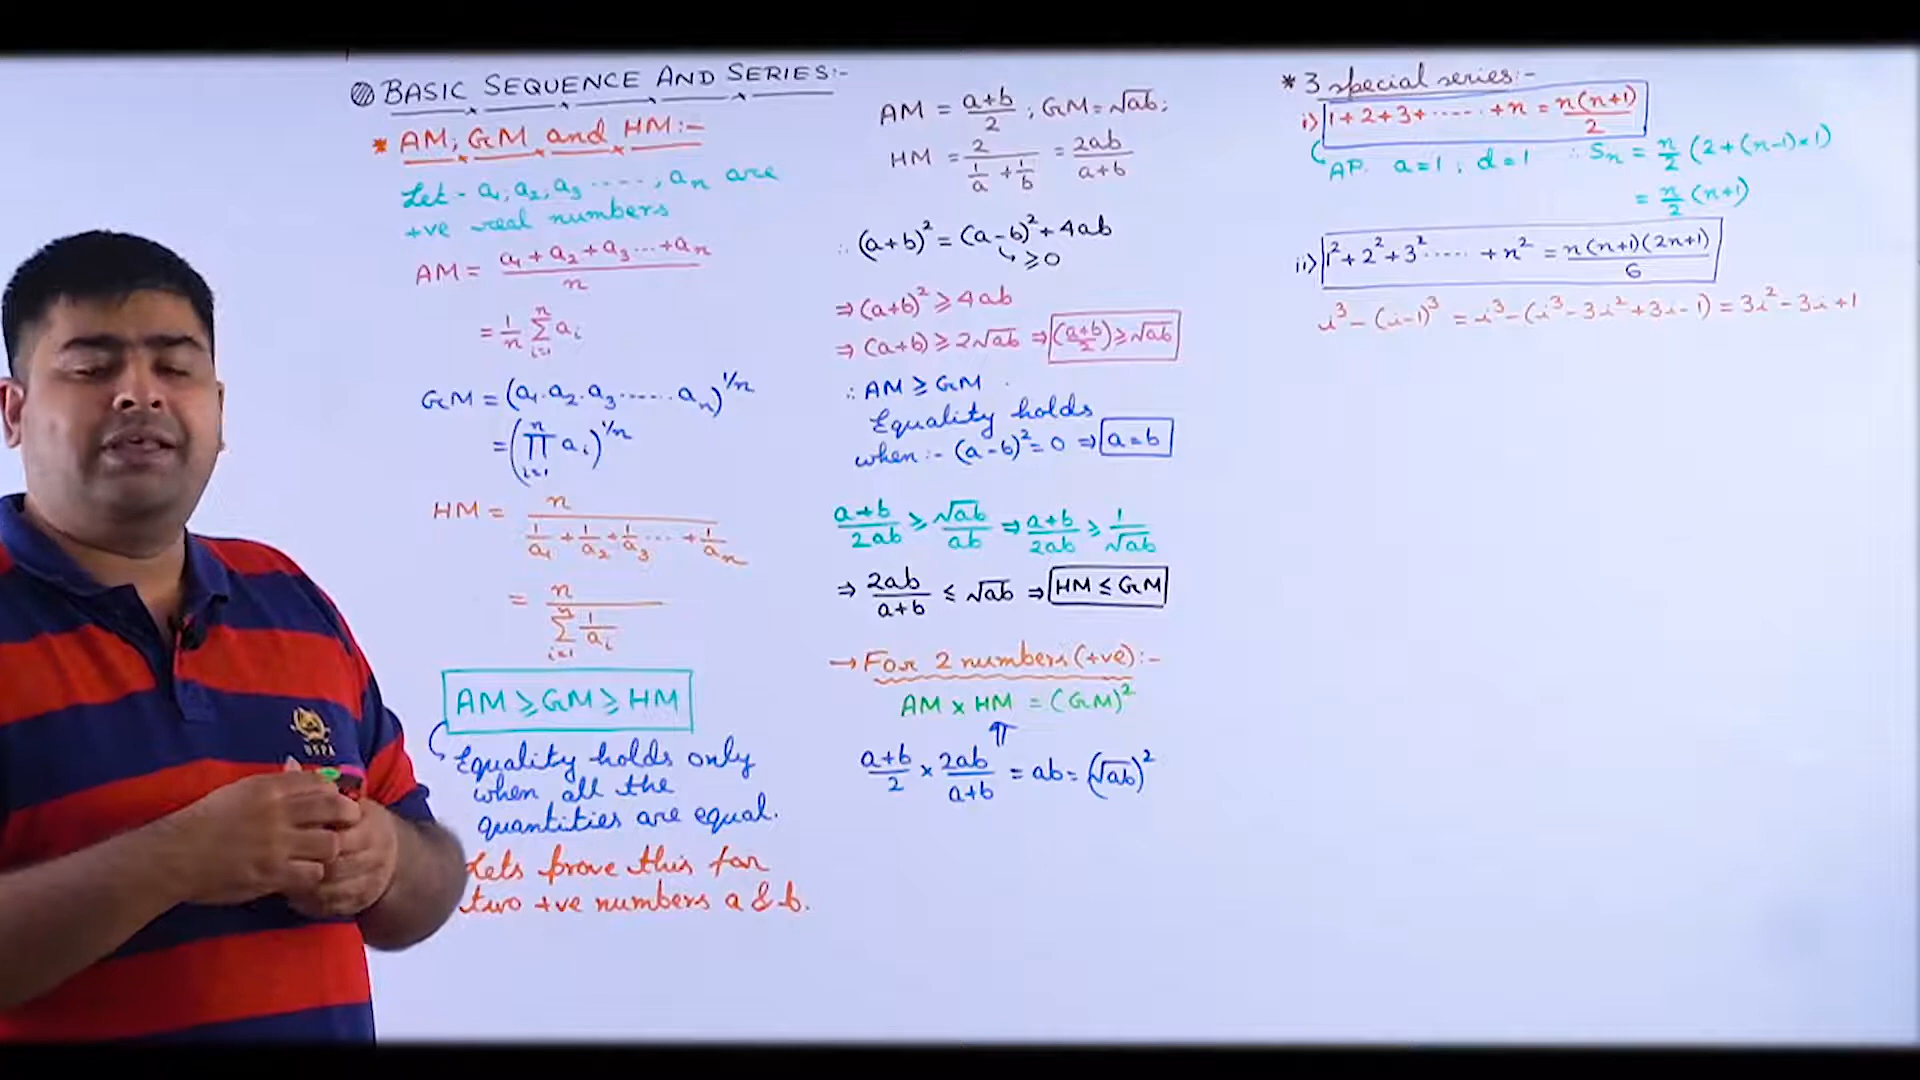 BASIC SEQUENCE AND SERIES:-
* AM, GM and HM:-
Let - a₁, a₂, a₃ ......, aₙ are
+ve real numbers
AM = (a₁ + a₂ + a₃ ... + aₙ)/n
= 1/n Σⁿᵢ₌₁ aᵢ
GM = (a₁.a₂.a₃ ...... aₙ)^1/n
= (Πⁿᵢ₌₁ aᵢ)^1/n
HM = n/(1/a₁ + 1/a₂ + 1/a₃ ... + 1/aₙ)
= n/(Σⁿᵢ₌₁ 1/aᵢ)
AM ≥ GM ≥ HM
Equality holds only
when all the
quantities are equal.
Lets prove this for
two +ve numbers a & b.
AM = (a+b)/2 ; GM = √ab ;
HM = 2/(1/a + 1/b) = 2ab/(a+b)
∴ (a+b)² = (a-b)² + 4ab
≥ 0
⇒ (a+b)² ≥ 4ab
⇒ (a+b) ≥ 2√ab ⇒ (a+b)/2 ≥ √ab
∴ AM ≥ GM
Equality holds
when :- (a-b)² = 0 ⇒ a = b
(a+b)/2ab ≥ √ab/ab ⇒ (a+b)/2ab ≥ 1/√ab
⇒ 2ab/(a+b) ≤ √ab ⇒ HM ≤ GM
→ For 2 numbers (+ve) :-
AM × HM = (GM)²
⇑
(a+b)/2 × 2ab/(a+b) = ab = (√ab)²
* 3 special series:-
i) 1+2+3+......+n = n(n+1)/2
AP. a=1 ; d=1 ∴ Sn = n/2 (2+(n-1)×1)
= n/2 (n+1)
ii) 1² + 2² + 3² ...... + n² = n(n+1)(2n+1)/6
i³ - (i-1)³ = i³ - (i³ - 3i² + 3i - 1) = 3i² - 3i + 1